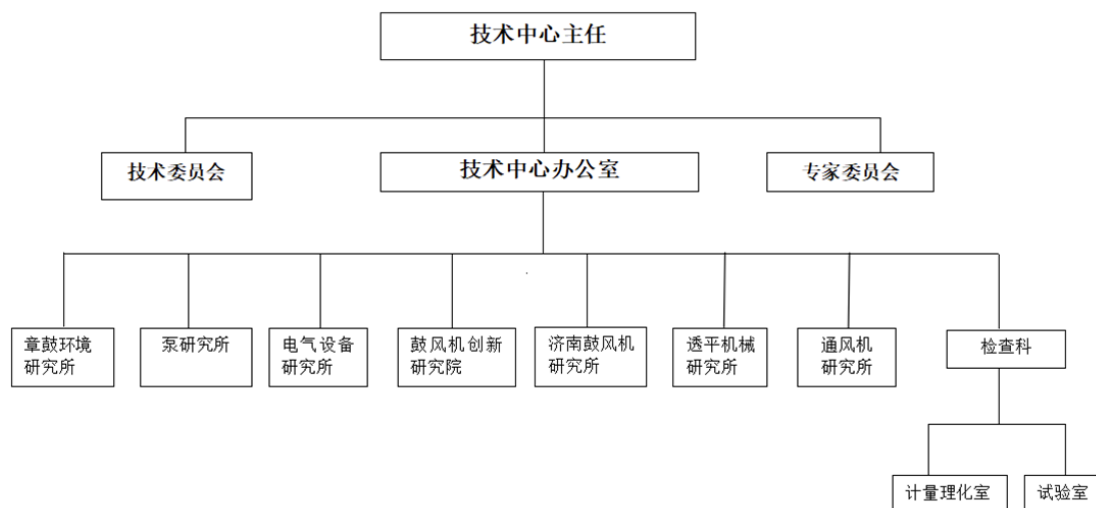 技术中心主任
技术委员会
技术中心办公室
专家委员会
章鼓环境
研究所
泵研究所
电气设备
研究所
鼓风机创新
研究院
济南鼓风机
研究所
透平机械
研究所
通风机
研究所
检查科
计量理化室
试验室